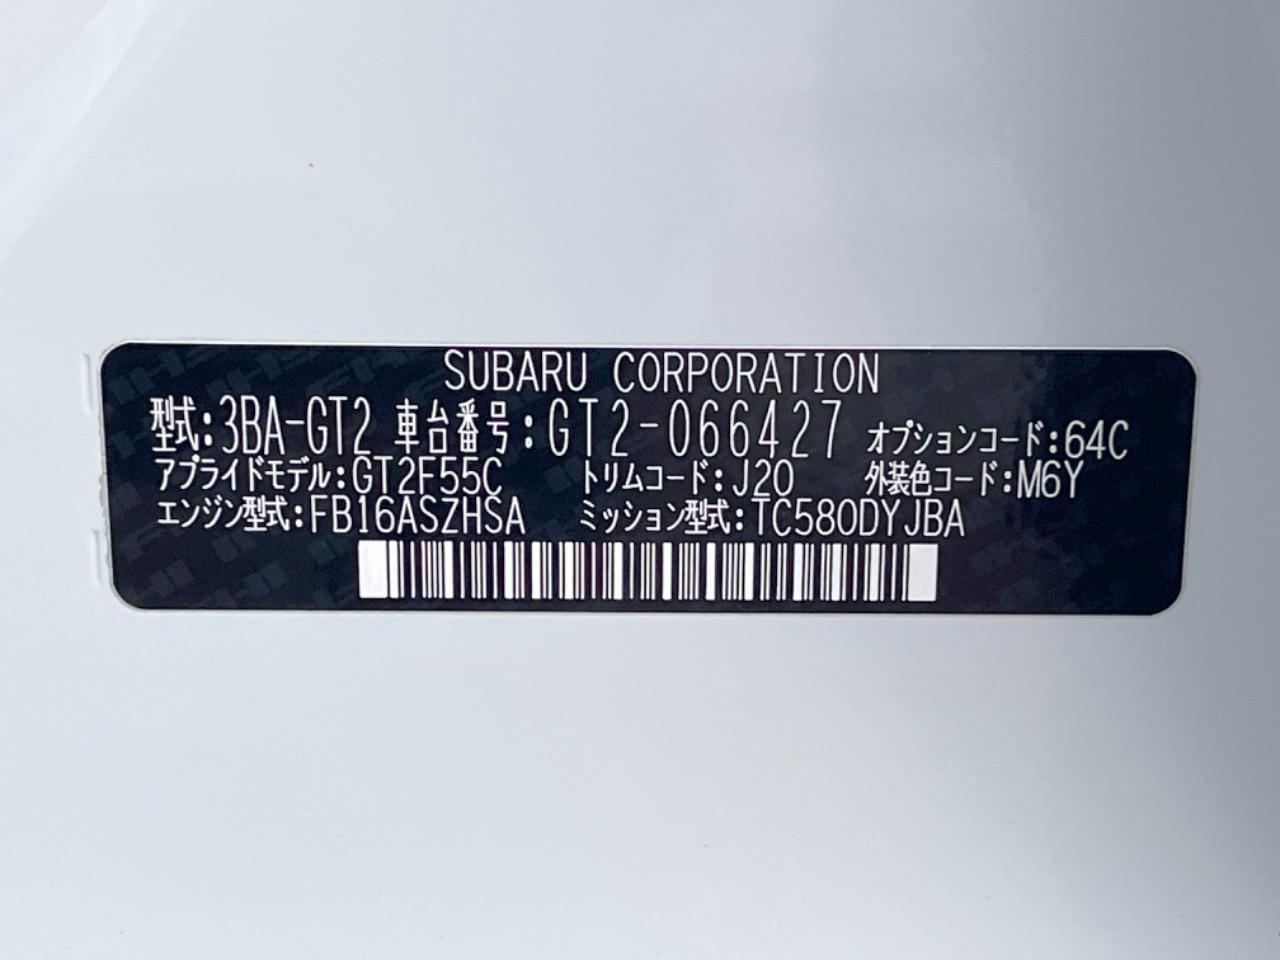 SUBARU CORPORATION
型式:3BA-GT2 車台番号:GT2-066427 オプションコード:64C
アプライドモデル:GT2F55C トリムコード:J20 外装色コード:M6Y
エンジン型式:FB16ASZHSA ミッション型式:TC580DYJBA